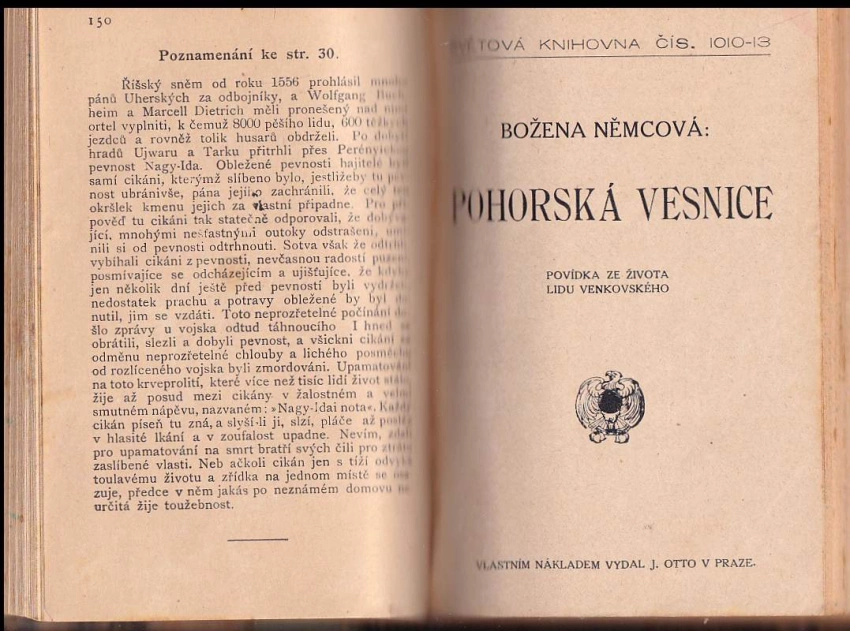 150
Poznamenání ke str. 30.
Říšský sněm od roku 1556 prohlásil
pánů Uherských za odbojníky, a Wolfgang
heim a Marcell Dietrich měli pronešený nad
ortel vyplniti, k čemuž 8000 pěšího lidu, 600
jezdců a rovněž tolik husarů obdrželi. Po
hradů Ujwaru a Tarku přitrhli přes
pevnost Nagy-Ida. Obležené pevnosti hajitelé
samí cikáni, kterýmž slíbeno bylo, jestližeby tu
nost ubránivše, pána jejího zachránili, že celý
okršlek kmenu jejich za vlastní připadne. Pro
pověď tu cikáni tak statečně odporovali, že
jící, mnohými nešťastnými outoky odstrašeni,
nili si od pevnosti odtrhnouti. Sotva však že
vybíhali cikáni z pevnosti, nevčasnou radostí
posmívajíce se odcházejícím a ujišťujíce, že
jen několik dní ještě před pevností byli
nedostatek prachu a potravy obležené by byl
nutil, jim se vzdáti. Toto neprozřetelné počínání
šlo zprávy u vojska odtud táhnoucího I hned
obrátili, slezli a dobyli pevnost, a všickni cikáni
odměnu neprozřetelné chlouby a lichého
od rozlíceného vojska byli zmordováni.
na toto krveprolití, které více než tisíc lidí život
žije až posud mezi cikány v žalostném a
smutném nápěvu, nazvaném: »Nagy-Idai nota«.
cikán píseň tu zná, a slyší-li ji, slzí, pláče až
v hlasité lkání a v zoufalost upadne. Nevím,
pro upamatování na smrt bratří svých čili pro
zaslíbené vlasti. Neb ačkoli cikán jen s tíží
toulavému životu a zřídka na jednom místě se
zuje, předce v něm jakás po neznámém domovu
určitá žije toužebnost.
SVĚTOVÁ KNIHOVNA ČÍS. 1010-13
BOŽENA NĚMCOVÁ:
POHORSKÁ VESNICE
POVÍDKA ZE ŽIVOTA
LIDU VENKOVSKÉHO
VLASTNÍM NÁKLADEM VYDAL J. OTTO V PRAZE.